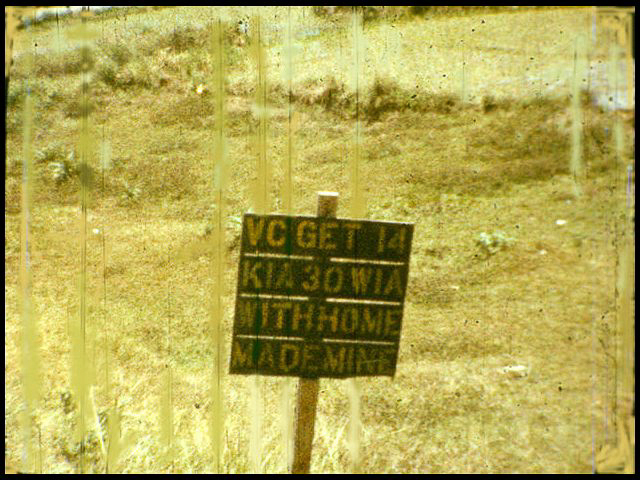 VC GET 14
KIA 30 WIA
WITH HOME
MADE MINE